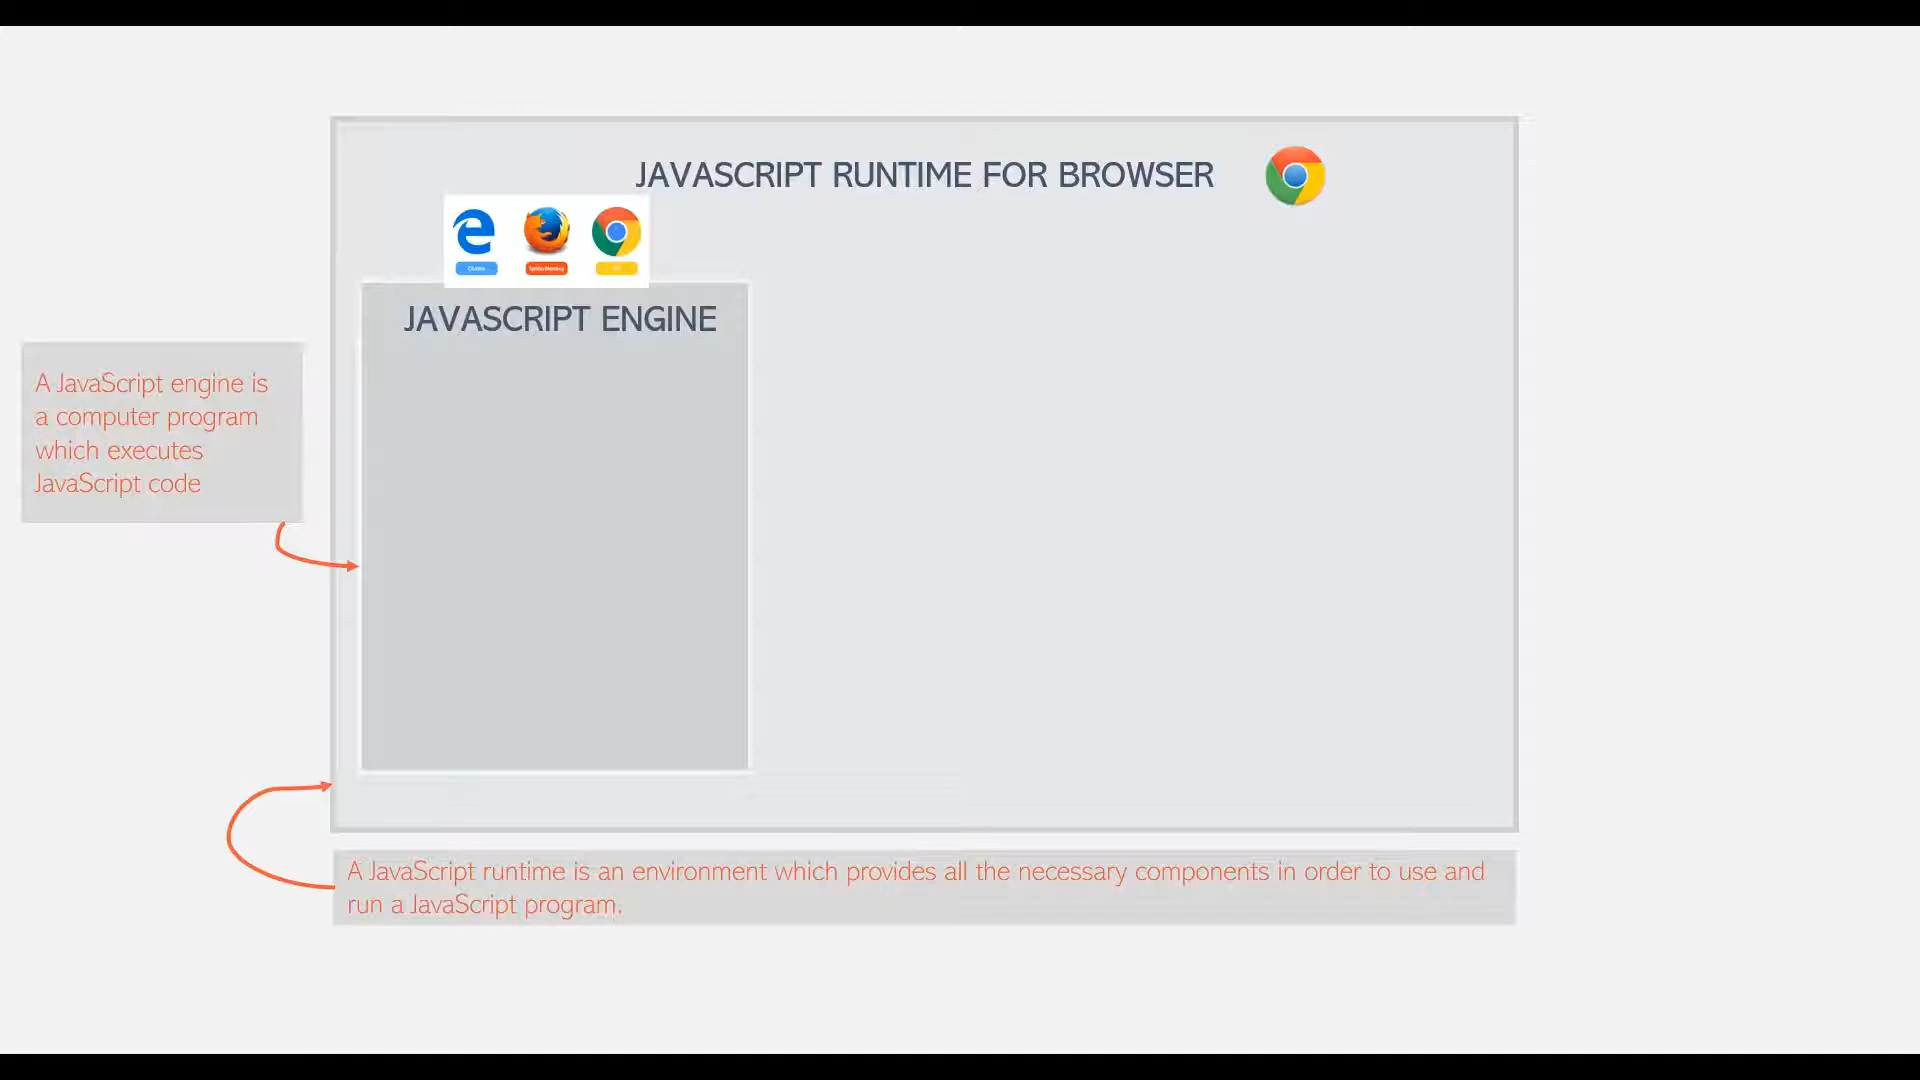 JAVASCRIPT RUNTIME FOR BROWSER
SpiderMonkey
JAVASCRIPT ENGINE
A JavaScript engine is
a computer program
which executes
JavaScript code
A JavaScript runtime is an environment which provides all the necessary components in order to use and
run a JavaScript program.